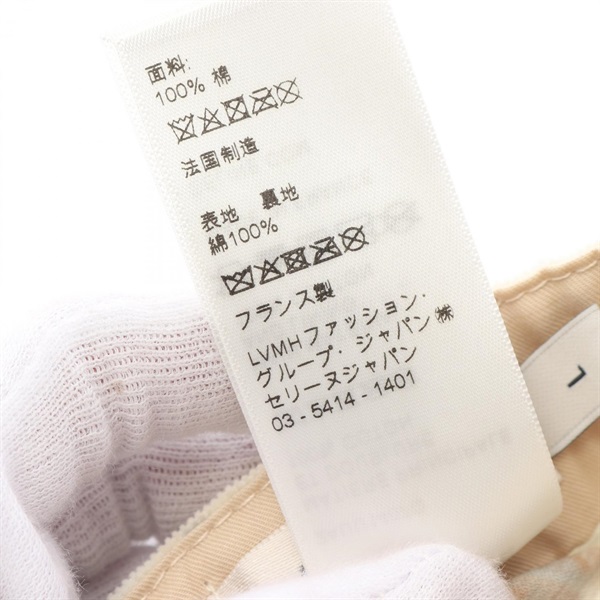 面料:
100% 棉
法国制造
表地 裏地
綿100%
フランス製
LVMHファッション・
グループ・ジャパン㈱
セリーヌジャパン
03 - 5414 - 1401
L